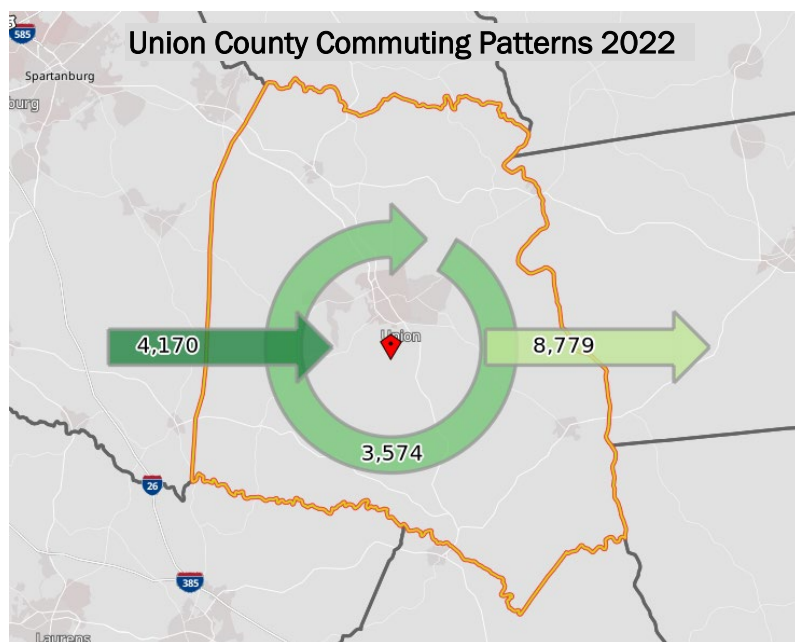 Union County Commuting Patterns 2022
585
Spartanburg
burg
Union
4,170
8,779
3,574
26
385
Laurens